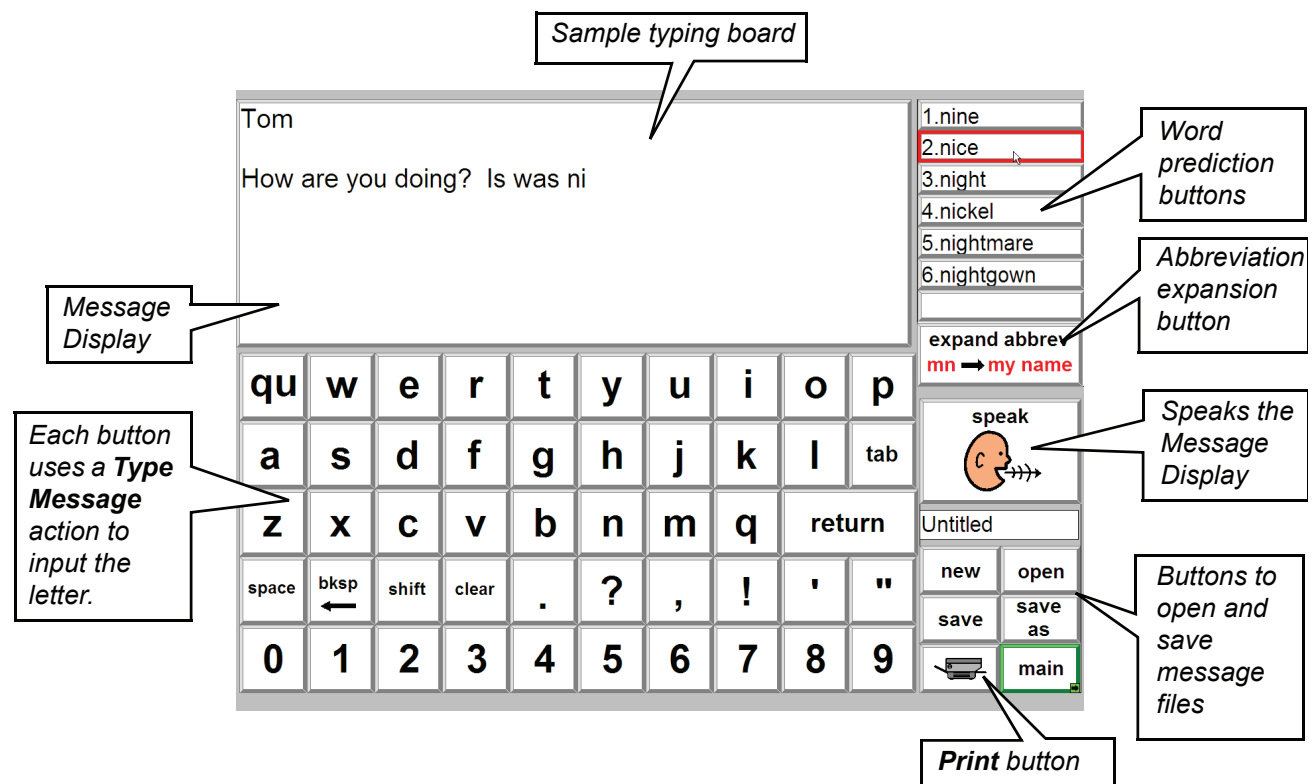 Sample typing board
Tom
How are you doing?  Is was ni
1.nine
2.nice
3.night
4.nickel
5.nightmare
6.nightgown
Word
prediction
buttons
Abbreviation
expansion
button
expand abbrev
mn → my name
Message
Display
qu w e r t y u i o p
a s d f g h j k l tab
z x c v b n m q return
space bksp shift clear . ? , ! ' "
0 1 2 3 4 5 6 7 8 9
Each button
uses a Type
Message
action to
input the
letter.
speak
Speaks the
Message
Display
Untitled
new open
save save
as
main
Buttons to
open and
save
message
files
Print button